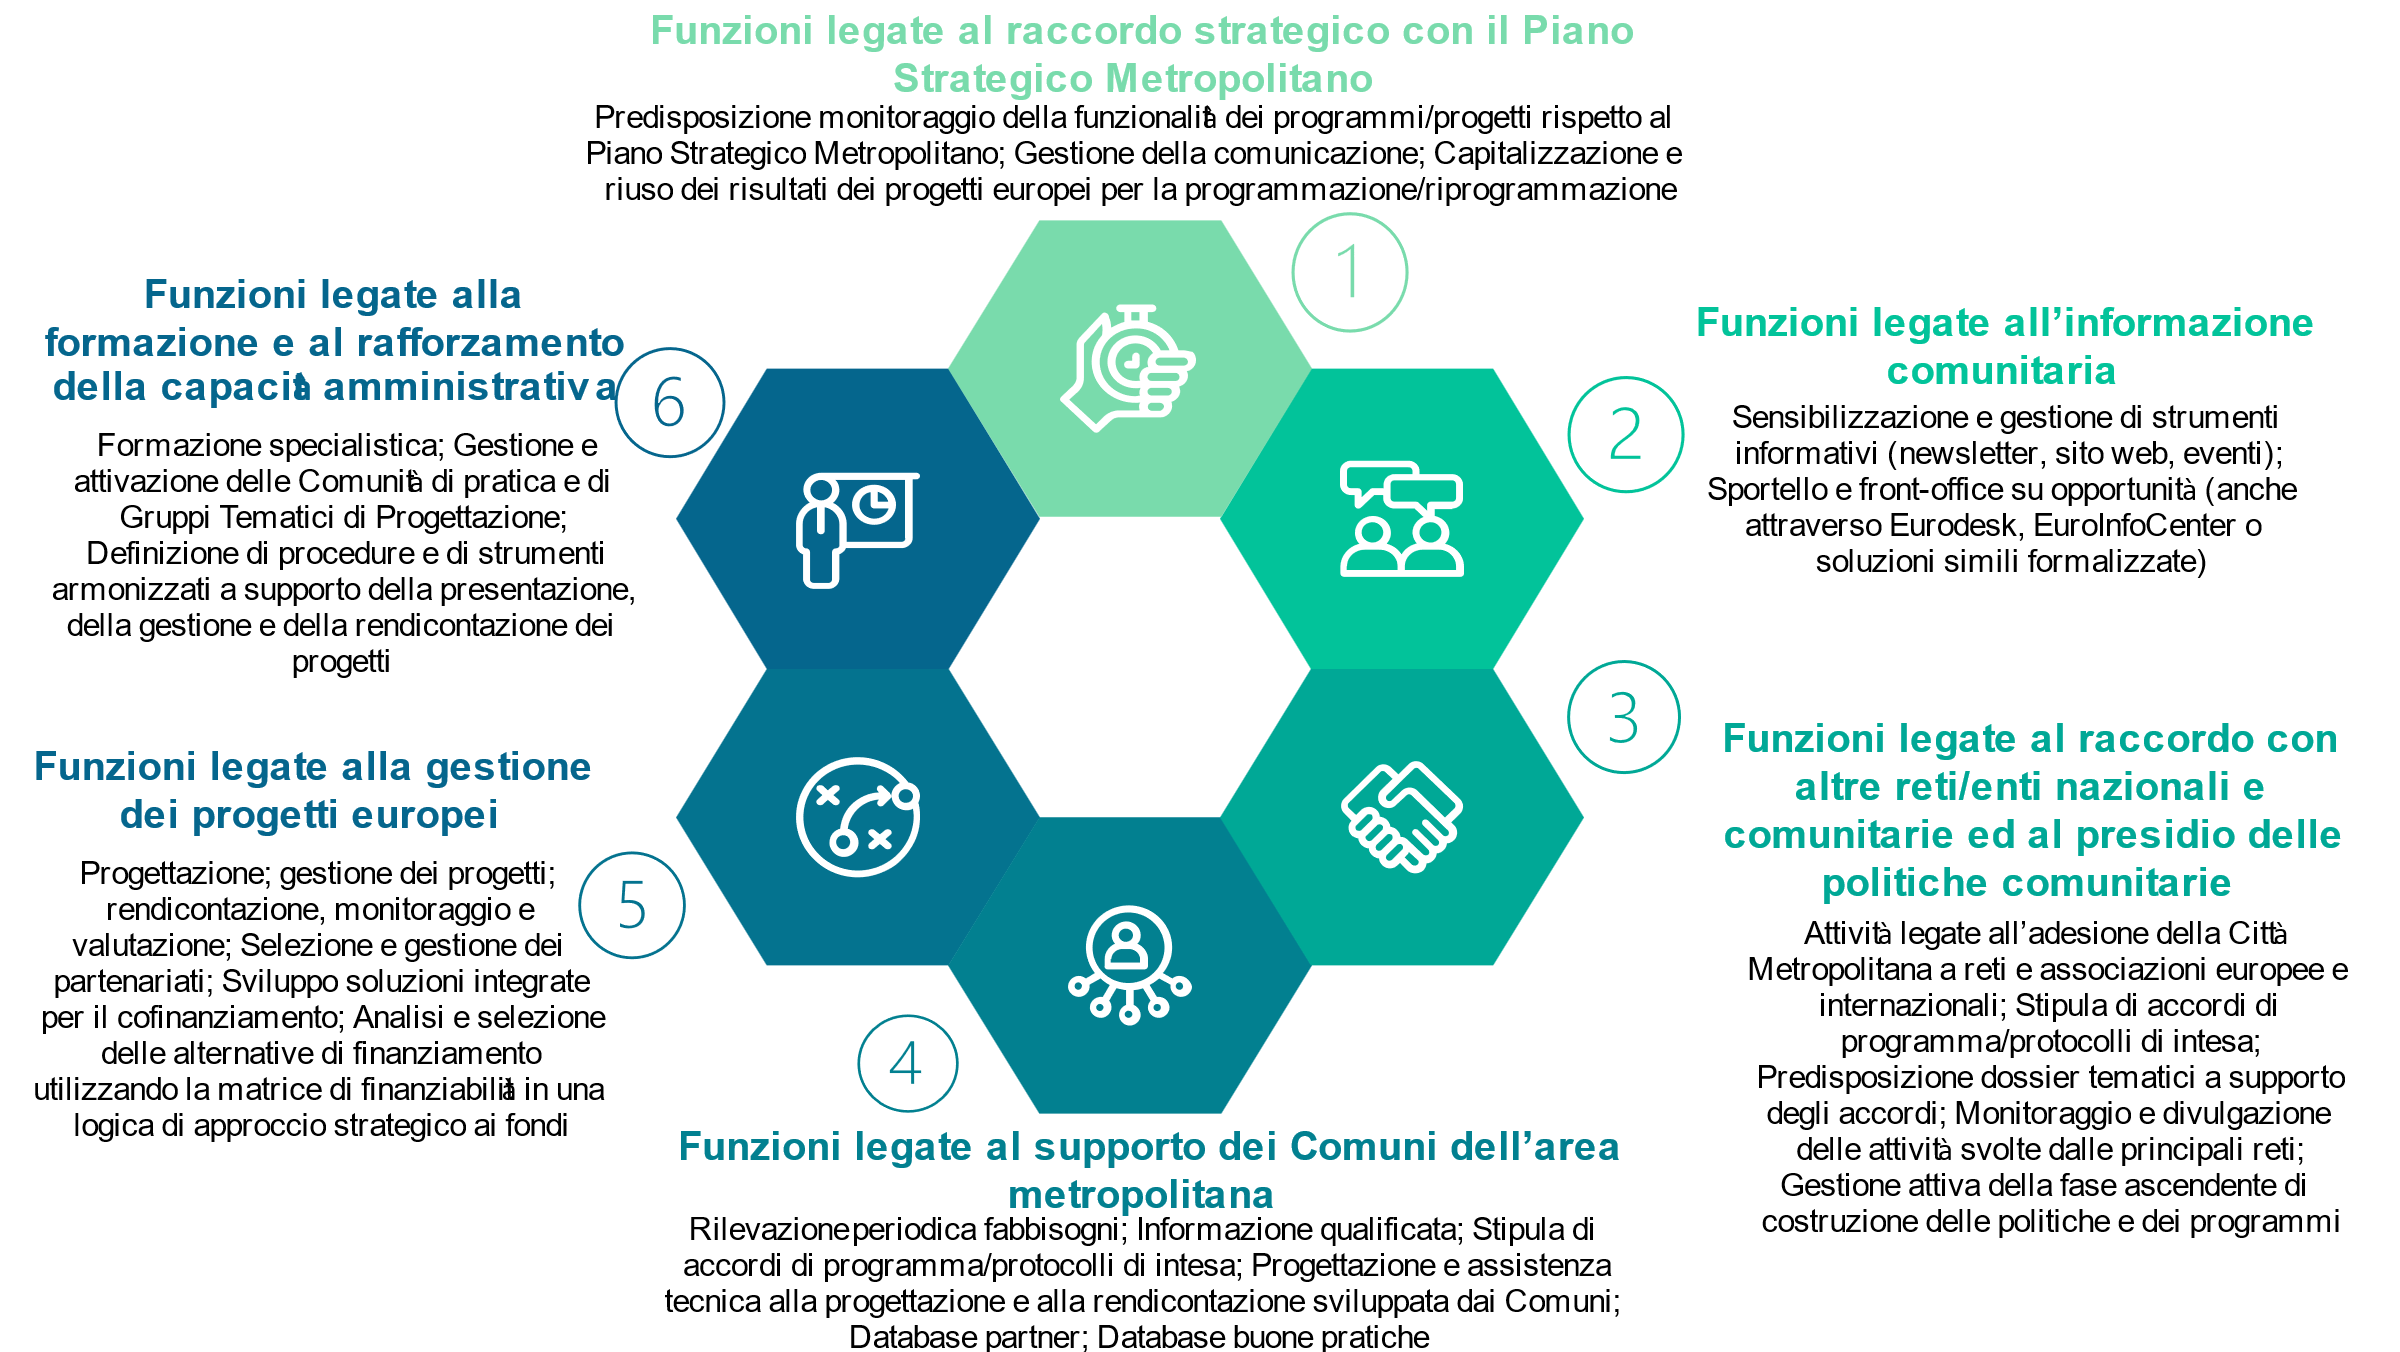 Funzioni legate al raccordo strategico con il Piano
Strategico Metropolitano
Predisposizione monitoraggio della funzionalità dei programmi/progetti rispetto al
Piano Strategico Metropolitano; Gestione della comunicazione; Capitalizzazione e
riuso dei risultati dei progetti europei per la programmazione/riprogrammazione
1
Funzioni legate all’informazione
comunitaria
2
Sensibilizzazione e gestione di strumenti
informativi (newsletter, sito web, eventi);
Sportello e front-office su opportunità (anche
attraverso Eurodesk, EuroInfoCenter o
soluzioni simili formalizzate)
3
Funzioni legate al raccordo con
altre reti/enti nazionali e
comunitarie ed al presidio delle
politiche comunitarie
Attività legate all’adesione della Città
Metropolitana a reti e associazioni europee e
internazionali; Stipula di accordi di
programma/protocolli di intesa;
Predisposizione dossier tematici a supporto
degli accordi; Monitoraggio e divulgazione
delle attività svolte dalle principali reti;
Gestione attiva della fase ascendente di
costruzione delle politiche e dei programmi
4
Funzioni legate al supporto dei Comuni dell’area
metropolitana
Rilevazione periodica fabbisogni; Informazione qualificata; Stipula di
accordi di programma/protocolli di intesa; Progettazione e assistenza
tecnica alla progettazione e alla rendicontazione sviluppata dai Comuni;
Database partner; Database buone pratiche
Funzioni legate alla gestione
dei progetti europei
5
Progettazione; gestione dei progetti;
rendicontazione, monitoraggio e
valutazione; Selezione e gestione dei
partenariati; Sviluppo soluzioni integrate
per il cofinanziamento; Analisi e selezione
delle alternative di finanziamento
utilizzando la matrice di finanziabilità in una
logica di approccio strategico ai fondi
Funzioni legate alla
formazione e al rafforzamento
della capacità amministrativa
6
Formazione specialistica; Gestione e
attivazione delle Comunità di pratica e di
Gruppi Tematici di Progettazione;
Definizione di procedure e di strumenti
armonizzati a supporto della presentazione,
della gestione e della rendicontazione dei
progetti